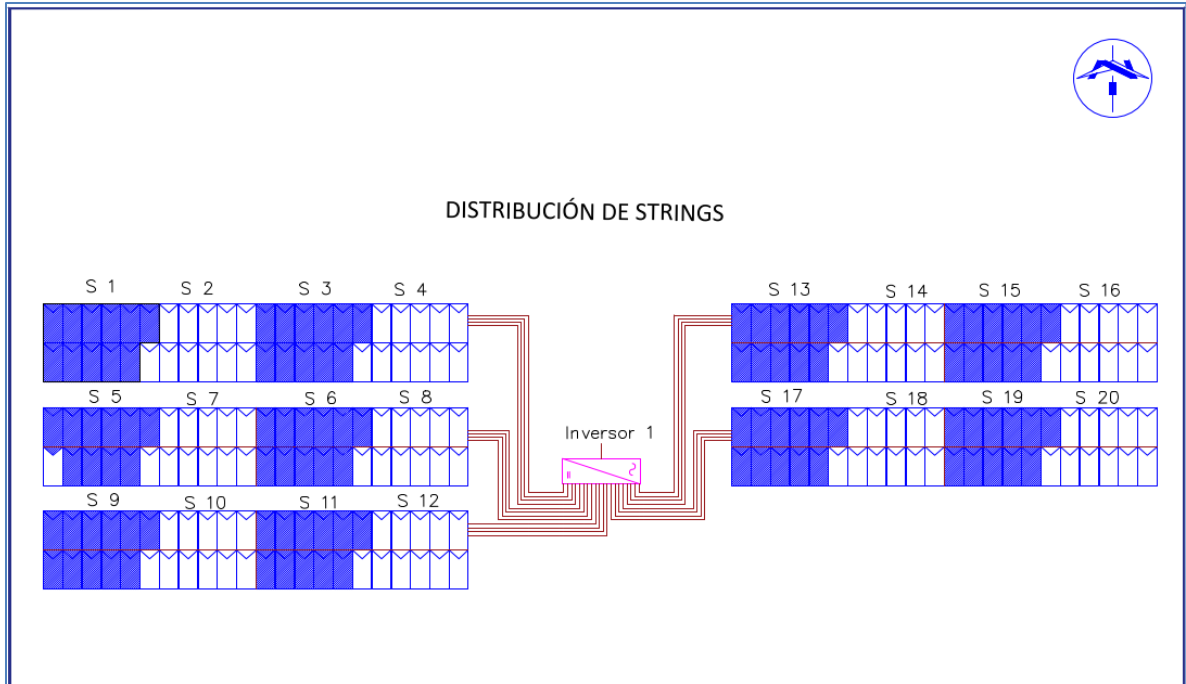 DISTRIBUCIÓN DE STRINGS
S 1 S 2 S 3 S 4
S 13 S 14 S 15 S 16
S 5 S 7 S 6 S 8
S 17 S 18 S 19 S 20
Inversor 1
S 9 S 10 S 11 S 12